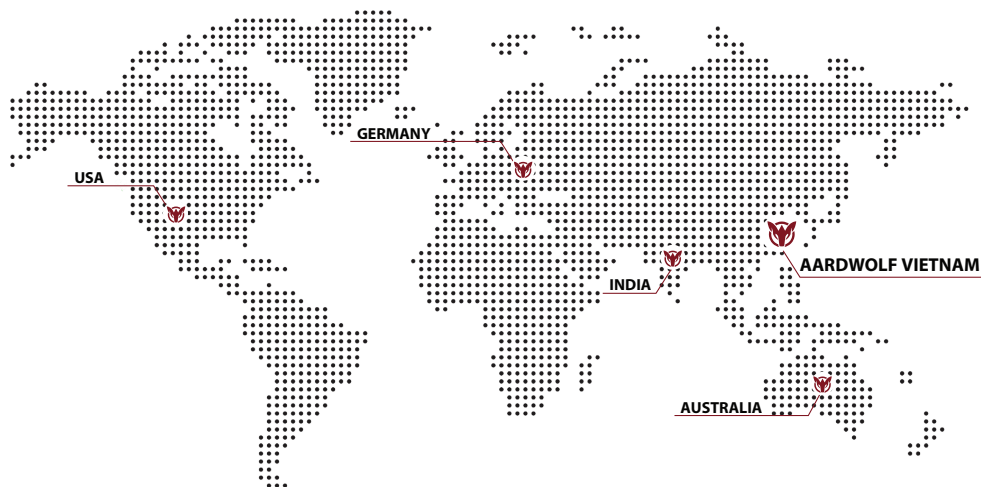 GERMANY
USA
AARDWOLF VIETNAM
INDIA
AUSTRALIA